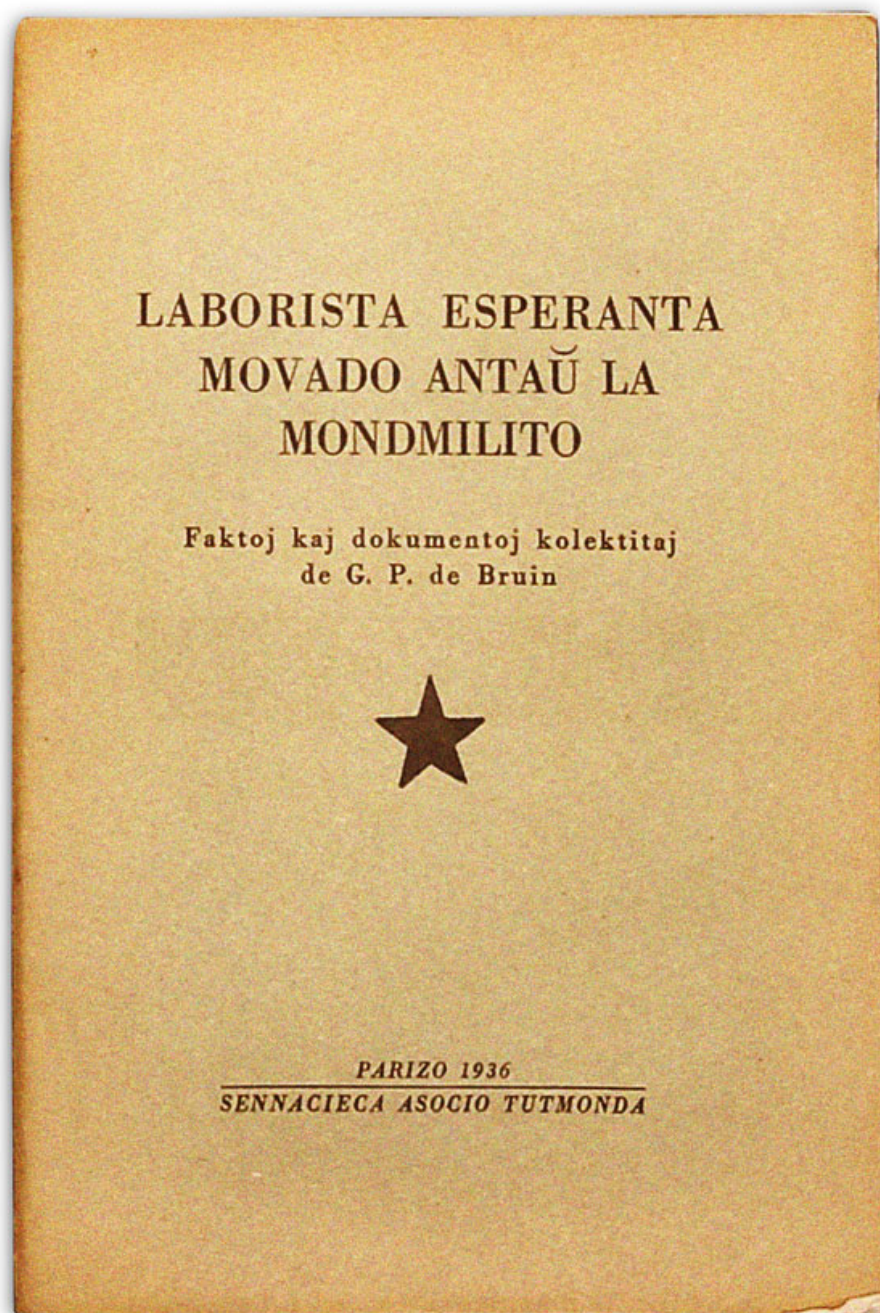 LABORISTA ESPERANTA
MOVADO ANTAŬ LA
MONDMILITO
Faktoj kaj dokumentoj kolektitaj
de G. P. de Bruin
PARIZO 1936
SENNACIECA ASOCIO TUTMONDA